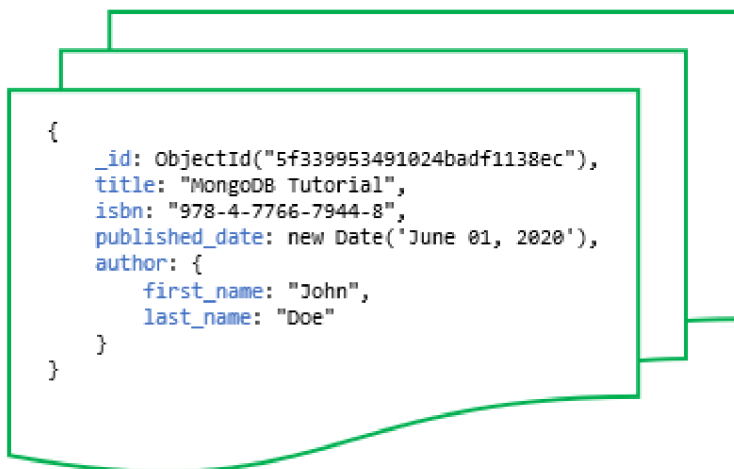 {
_id: ObjectId("5f339953491024badf1138ec"),
title: "MongoDB Tutorial",
isbn: "978-4-7766-7944-8",
published_date: new Date('June 01, 2020'),
author: {
first_name: "John",
last_name: "Doe"
}
}